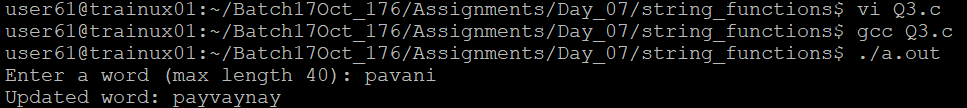 user61@trainux01:~/Batch17Oct_176/Assignments/Day_07/string_functions$ vi Q3.c
user61@trainux01:~/Batch17Oct_176/Assignments/Day_07/string_functions$ gcc Q3.c
user61@trainux01:~/Batch17Oct_176/Assignments/Day_07/string_functions$ ./a.out
Enter a word (max length 40): pavani
Updated word: payvaynay